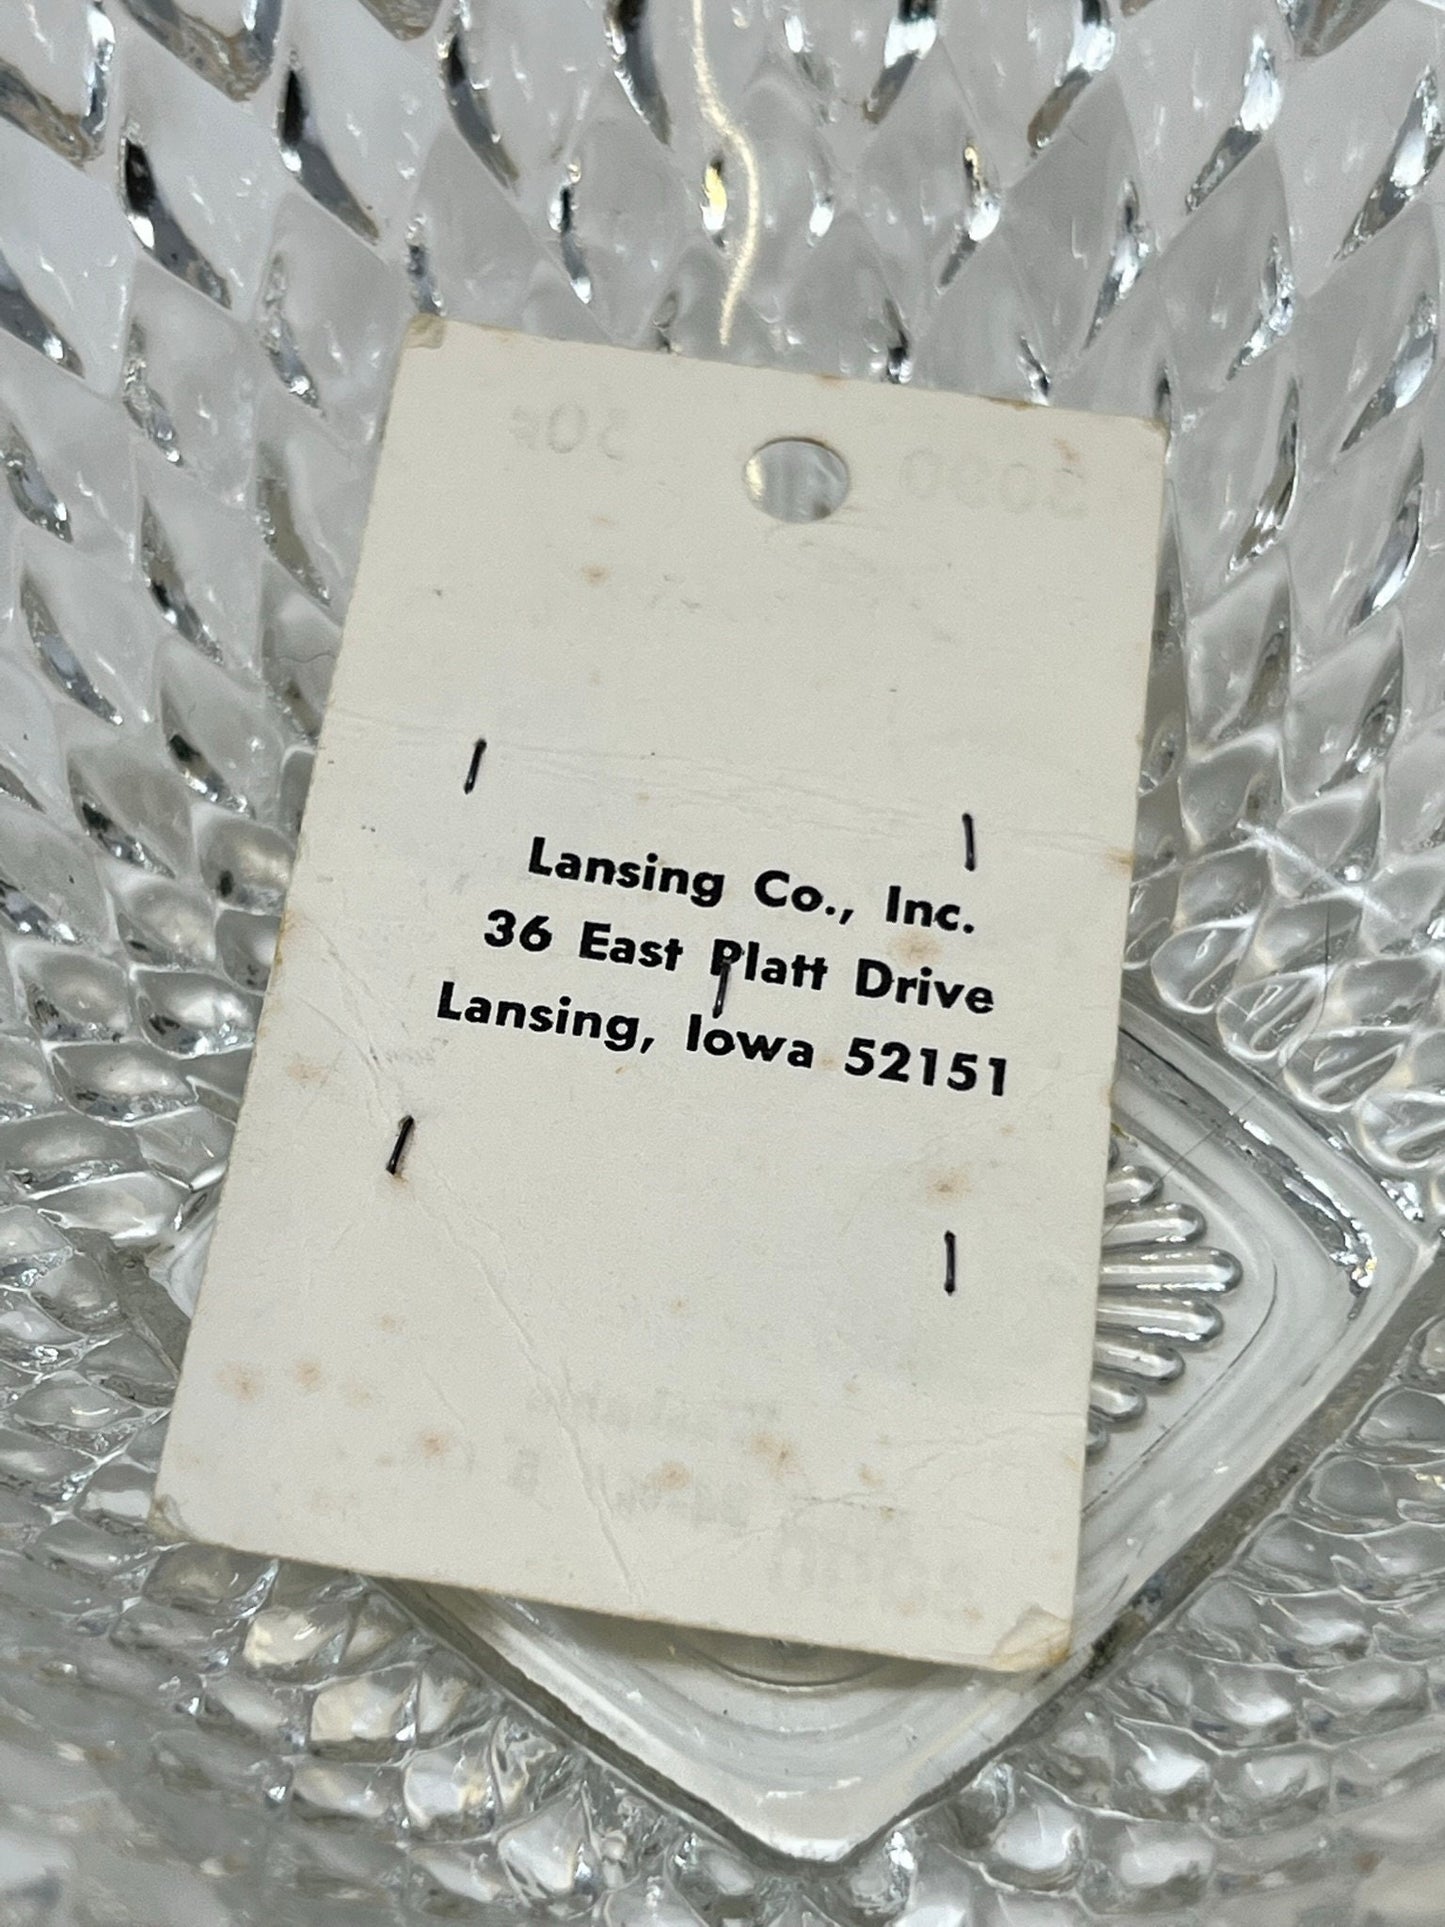 Lansing Co., Inc.
36 East Platt Drive
Lansing, Iowa 52151